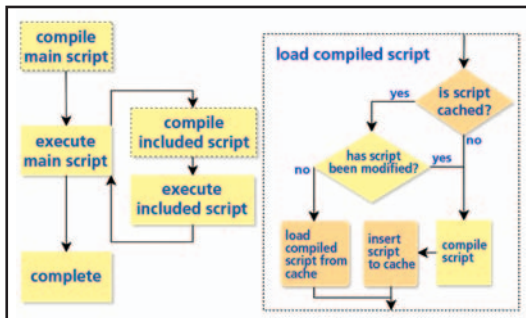 compile
main script
execute
main script
complete
compile
included script
execute
included script
load compiled script
is script
cached?
yes
no
has script
been modified?
yes
no
load
compiled
script from
cache
insert
script
to cache
compile
script